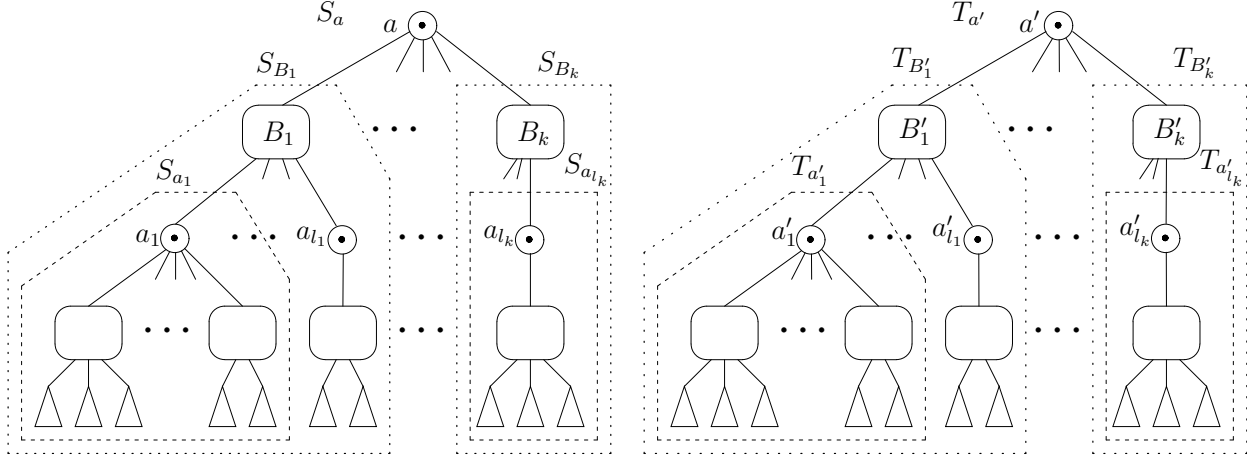 S_a a T_{a'} a'
S_{B_1} S_{B_k} T_{B'_1} T_{B'_k}
B_1 ... B_k B'_1 ... B'_k
S_{a_1} S_{a_{l_k}} T_{a'_1} T_{a'_{l_k}}
a_1 ... a_{l_1} ... a_{l_k} a'_1 ... a'_{l_1} ... a'_{l_k}
... ... ... ...